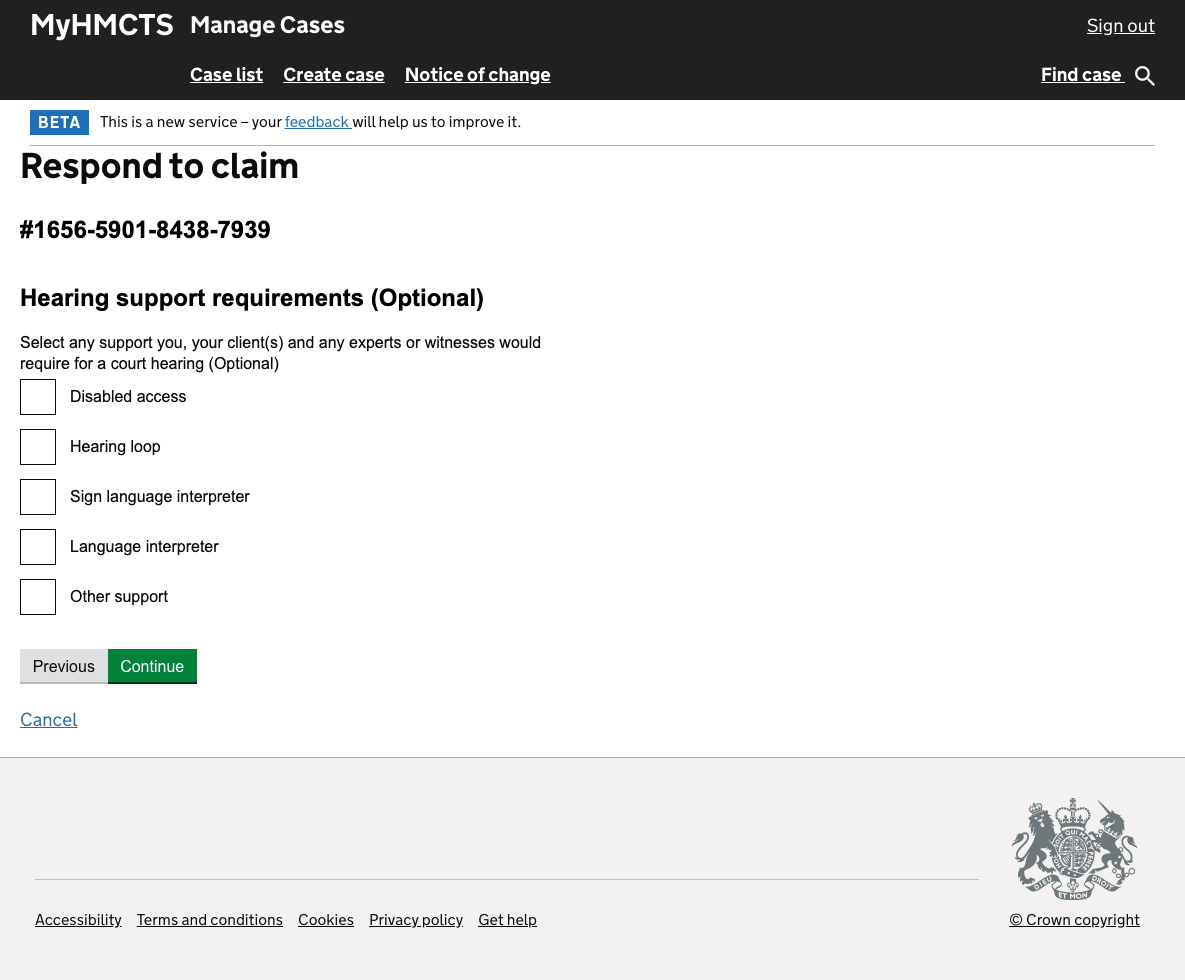 MyHMCTS Manage Cases Sign out
Case list Create case Notice of change Find case
BETA This is a new service – your feedback will help us to improve it.
Respond to claim
#1656-5901-8438-7939
Hearing support requirements (Optional)
Select any support you, your client(s) and any experts or witnesses would
require for a court hearing (Optional)
Disabled access
Hearing loop
Sign language interpreter
Language interpreter
Other support
Previous Continue
Cancel
DIEU ET MON DROIT
Accessibility Terms and conditions Cookies Privacy policy Get help © Crown copyright